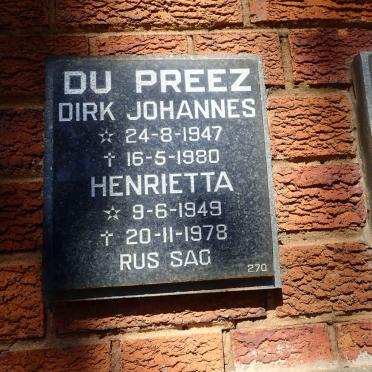 DU PREEZ
DIRK JOHANNES
☆ 24-8-1947
† 16-5-1980
HENRIETTA
☆ 9-6-1949
† 20-11-1978
RUS SAG
270